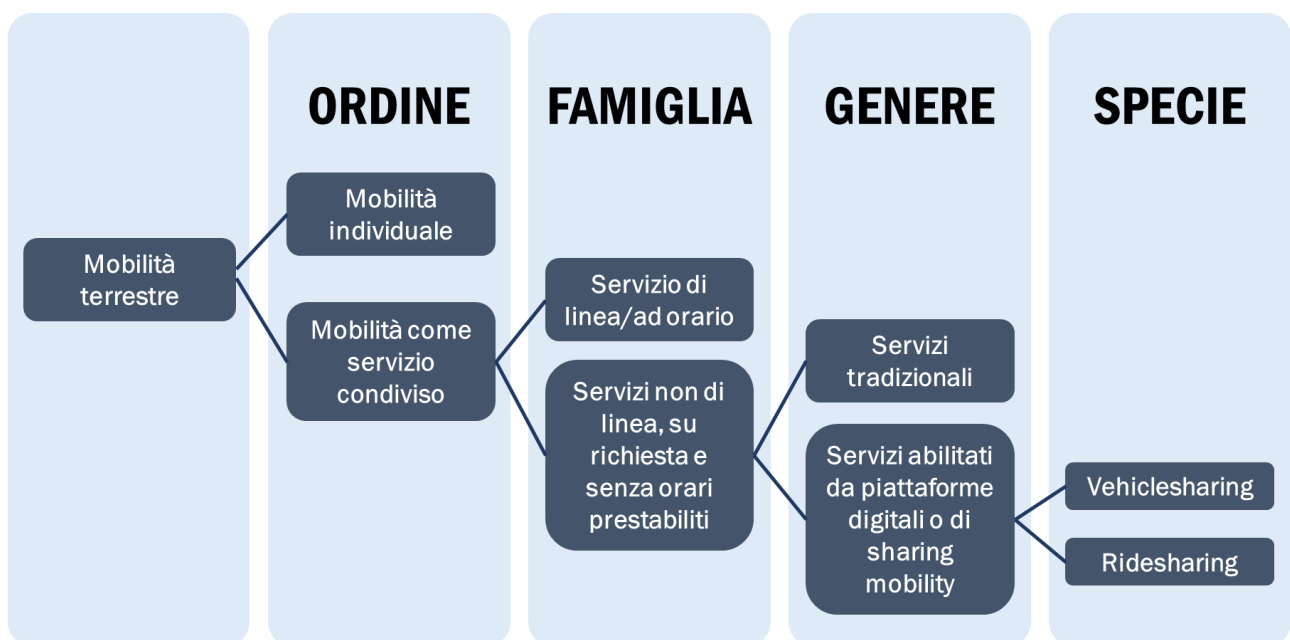 ORDINE
FAMIGLIA
GENERE
SPECIE
Mobilità
terrestre
Mobilità
individuale
Mobilità come
servizio
condiviso
Servizio di
linea/ad orario
Servizi non di
linea, su
richiesta e
senza orari
prestabiliti
Servizi
tradizionali
Servizi abilitati
da piattaforme
digitali o di
sharing
mobility
Vehiclesharing
Ridesharing